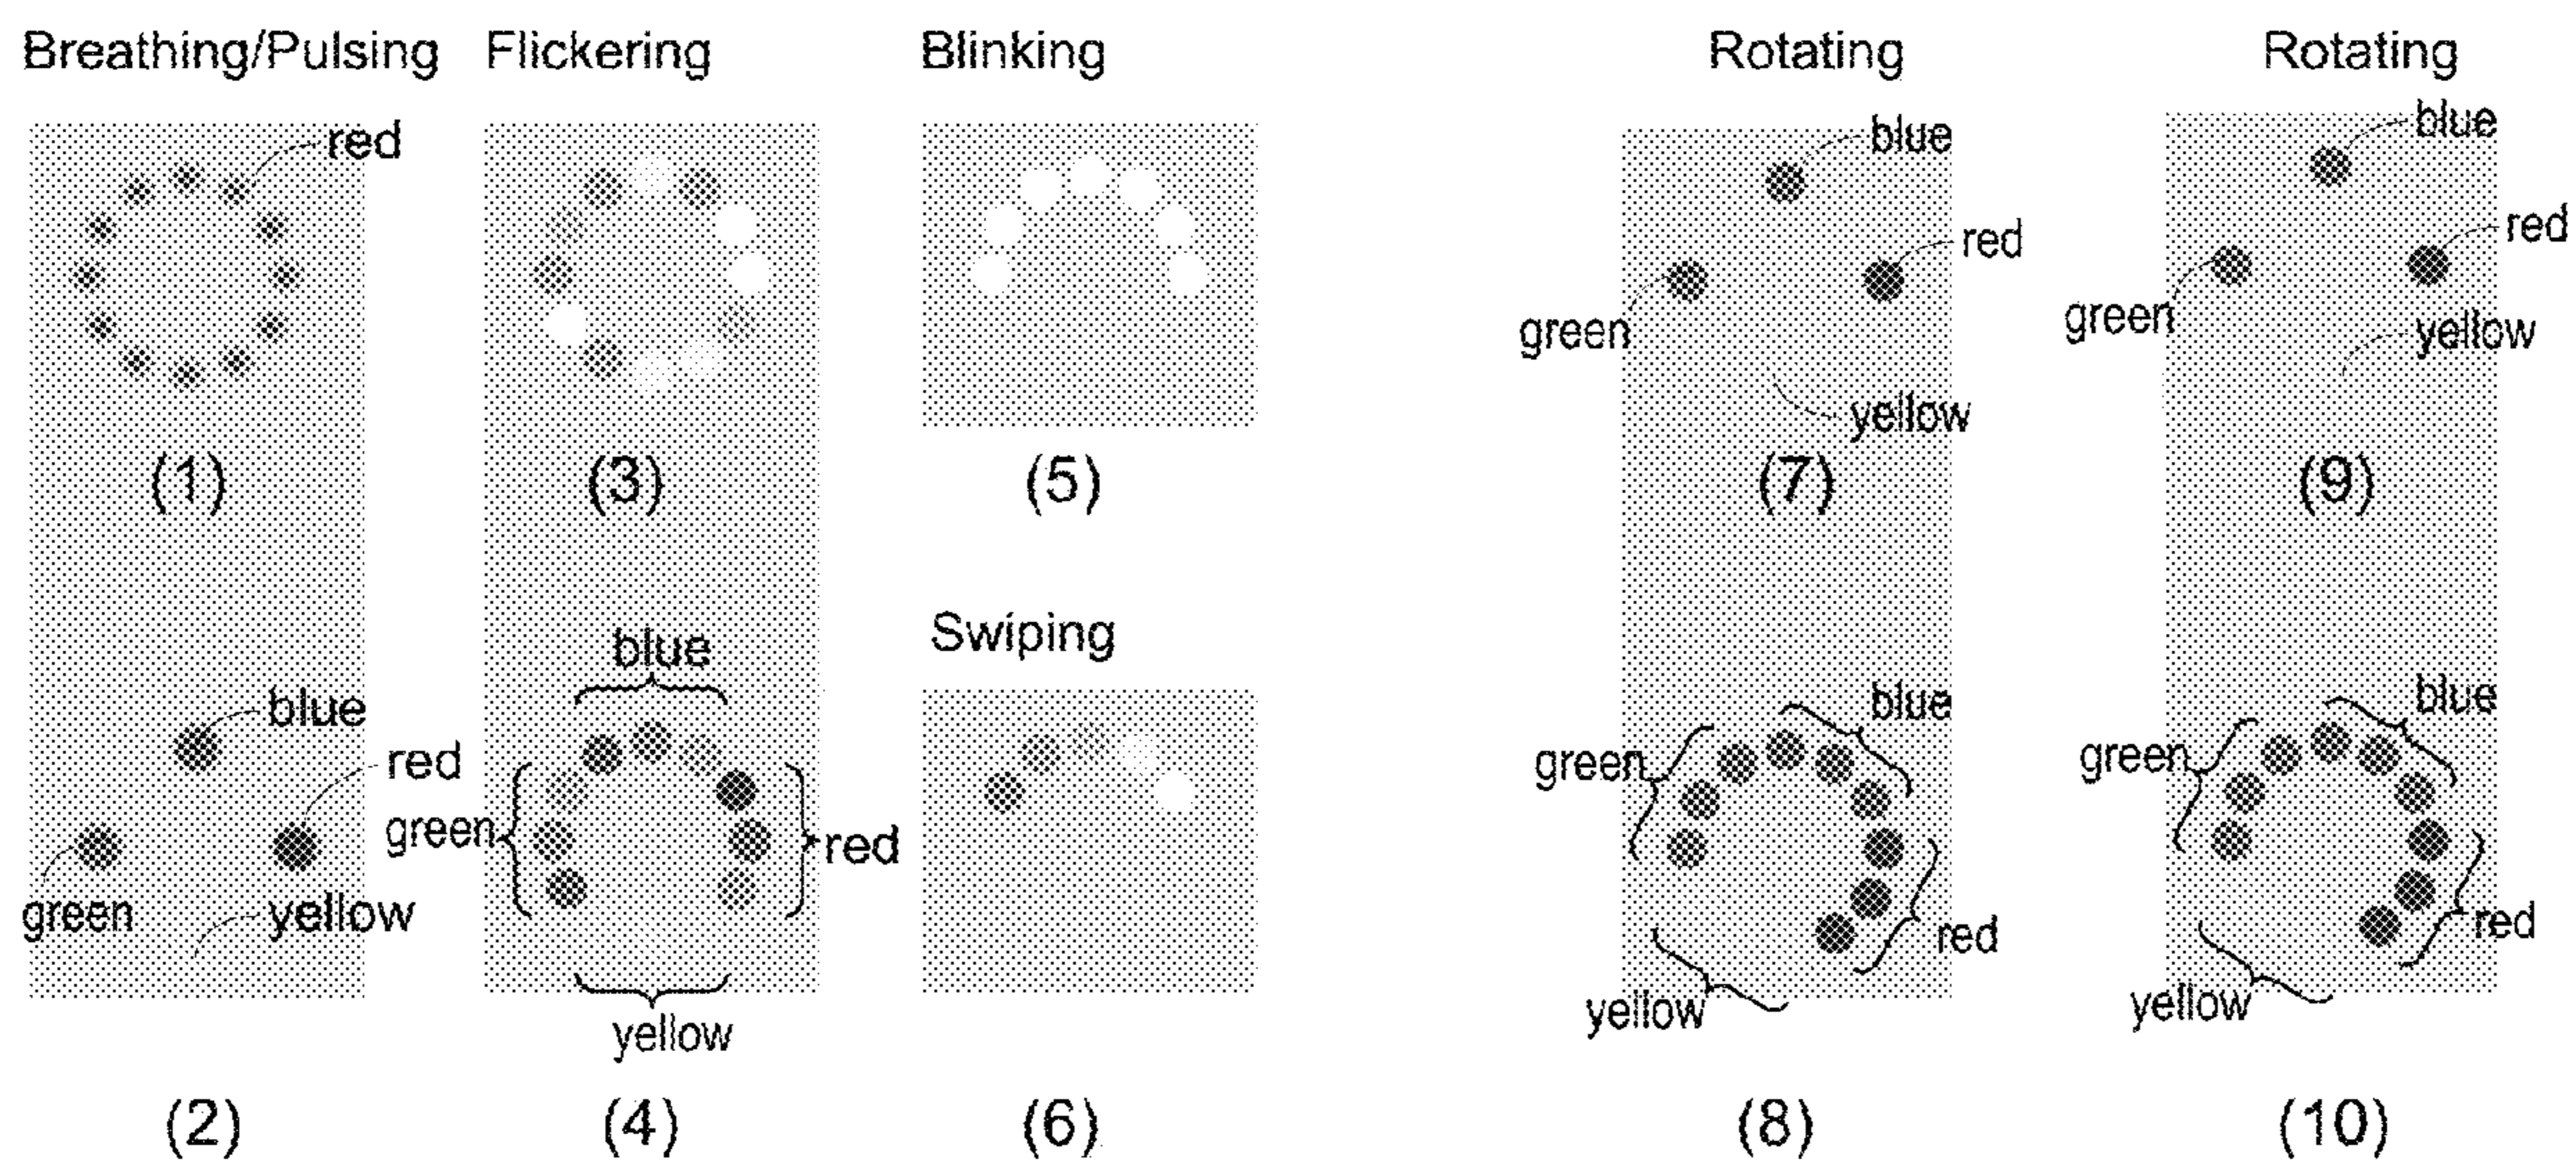 Breathing/Pulsing
Flickering
Blinking
Rotating
Rotating
red
blue
red
green
yellow
blue
red
green
yellow
(1)
(3)
(5)
(7)
(9)
Swiping
blue
red
green
yellow
blue
green
red
yellow
blue
green
red
yellow
blue
green
red
yellow
(2)
(4)
(6)
(8)
(10)